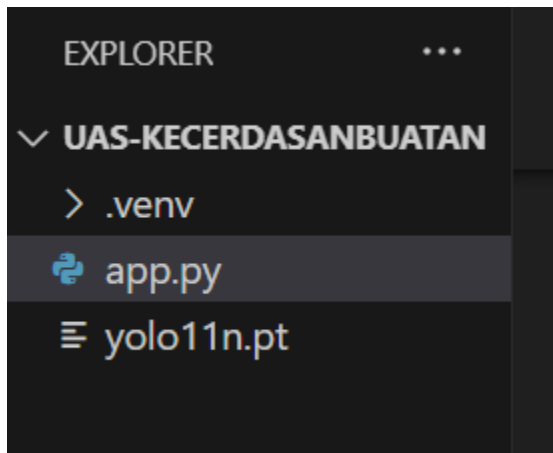 EXPLORER ...
UAS-KECERDASANBUATAN
.venv
app.py
yolo11n.pt